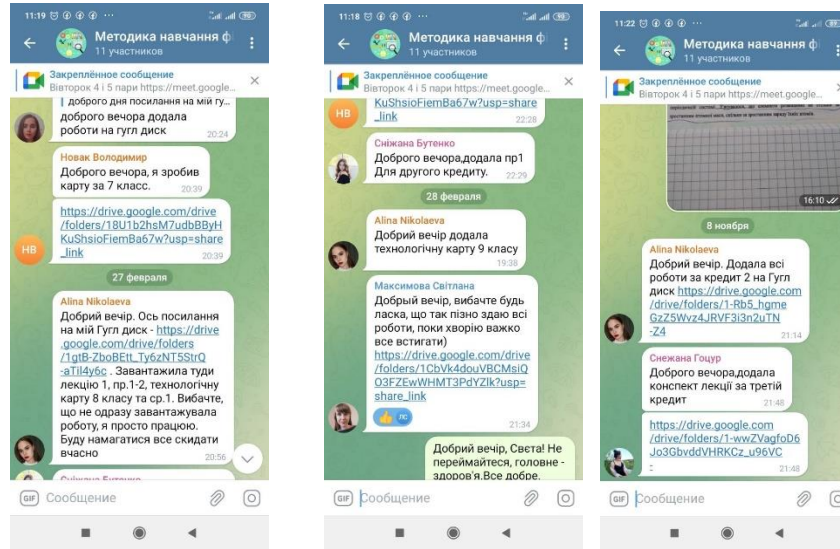 11:19
Методика навчання ф
11 участников
Закреплённое сообщение
Вівторок 4 і 5 пари https://meet.google...
доброго дня посилання на мій гу...
доброго вечора додала
роботи на гугл диск
20:24
Новак Володимир
Доброго вечора, я зробив
карту за 7 класс.
20:39
https://drive.google.com/drive
/folders/18U1b2hsM7udbBByH
KuShsioFiemBa67w?usp=share
_link
20:39
НВ
27 февраля
Alina Nikolaeva
Добрий вечір. Ось посилання
на мій Гугл диск - https://drive
.google.com/drive/folders
/1gtB-ZboBEtt_Ty6zNT5StrQ
-aTil4y6c . Завантажила туди
лекцію 1, пр.1-2, технологічну
карту 8 класу та ср.1. Вибачте,
що не одразу завантажувала
роботу, я просто працюю.
Буду намагатися все скидати
вчасно
20:56
GIF Сообщение
11:18
Методика навчання ф
11 участников
Закреплённое сообщение
Вівторок 4 і 5 пари https://meet.google...
KuShsioFiemBa67w?usp=share
_link
22:28
НВ
Сніжана Бутенко
Доброго вечора,додала пр1
Для другого кредиту.
22:29
28 февраля
Alina Nikolaeva
Добрий вечір додала
технологічну карту 9 класу
19:38
Максимова Світлана
Добрый вечір, вибачте будь
ласка, що так пізно здаю всі
роботи, поки хворію важко
все встигати)
https://drive.google.com/drive
/folders/1CbVk4douVBCMsiQ
O3FZEwWHMT3PdYZlk?usp=
share_link
ЛС
21:34
Добрий вечір, Свєта! Не
переймайтеся, головне -
здоров'я.Все добре.
GIF Сообщение
11:22
Методика навчання ф
11 участников
Закреплённое сообщение
Вівторок 4 і 5 пари https://meet.google...
16:10
8 ноября
Alina Nikolaeva
Добрий вечір. Додала всі
роботи за кредит 2 на Гугл
диск https://drive.google.com
/drive/folders/1-Rb5_hgme
GzZ5Wvz4JRVF3i3n2uTN
-Z4
21:14
Снежана Гоцур
Доброго вечора,додала
конспект лекції за третій
кредит
21:48
https://drive.google.com
/drive/folders/1-wwZVagfoD6
Jo3GbvddVHRKCz_u96VC
-
21:48
GIF Сообщение